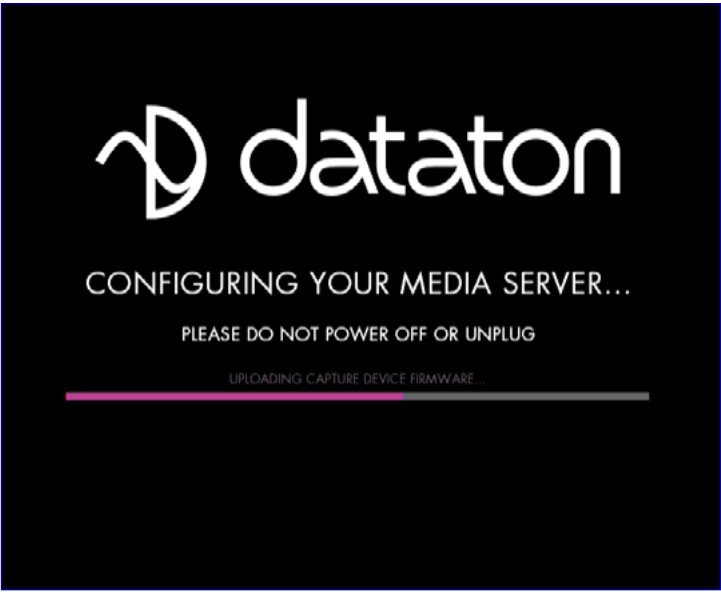 dataton
CONFIGURING YOUR MEDIA SERVER...
PLEASE DO NOT POWER OFF OR UNPLUG
UPLOADING CAPTURE DEVICE FIRMWARE...